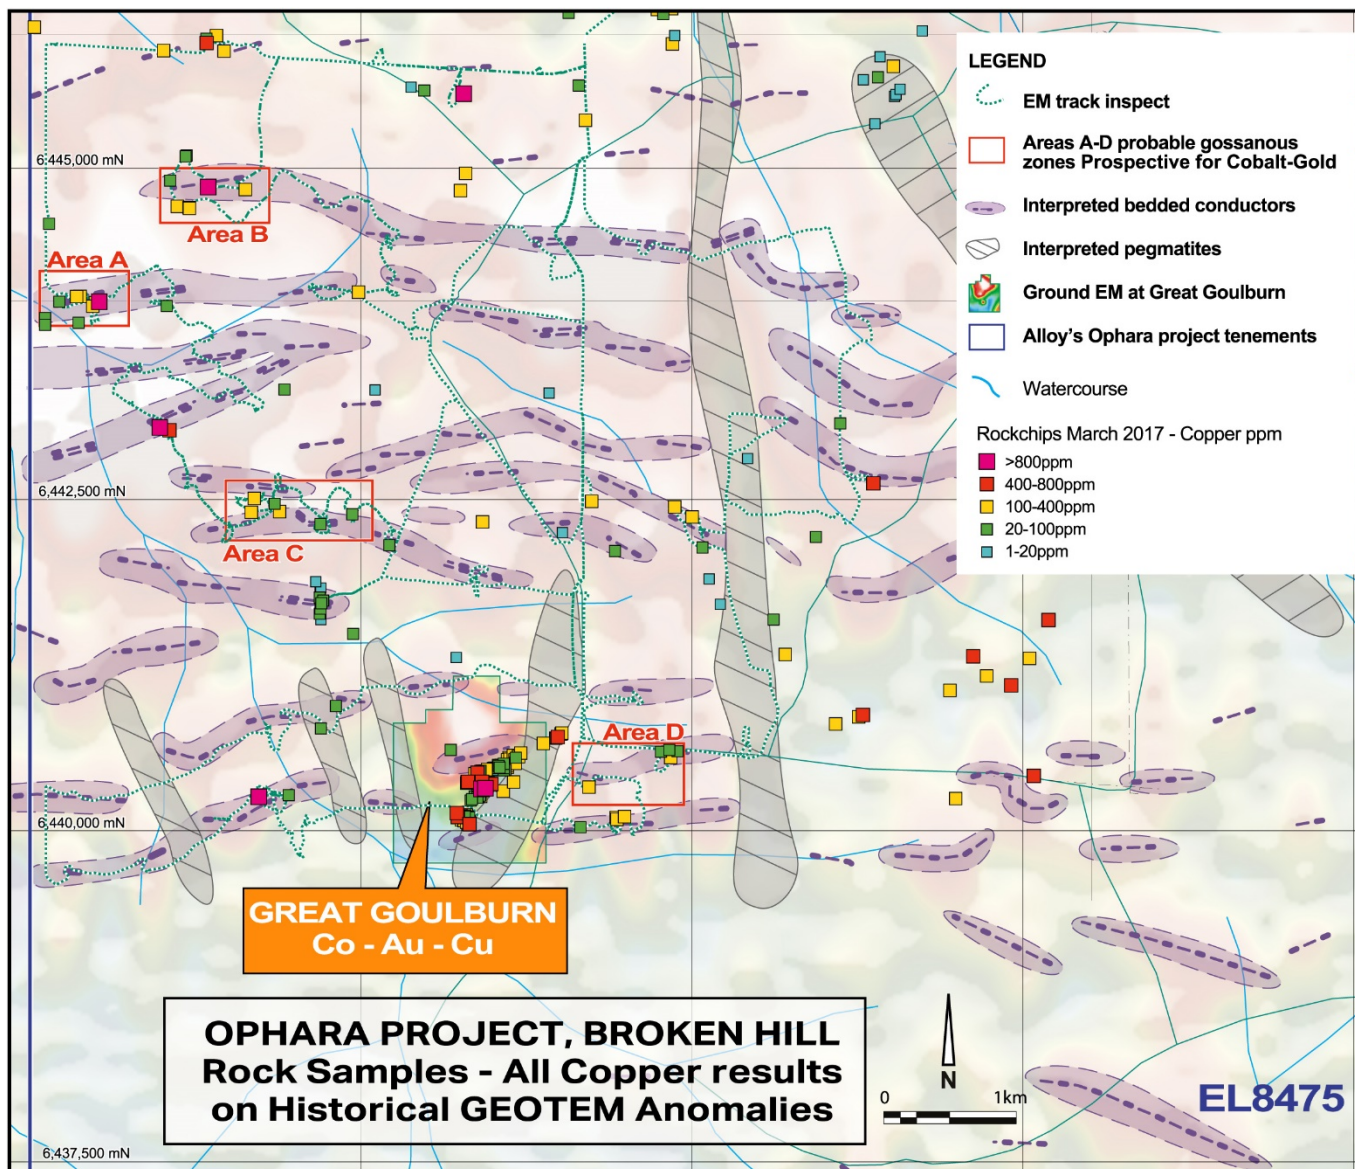 LEGEND
EM track inspect
Areas A-D probable gossanous
zones Prospective for Cobalt-Gold
Interpreted bedded conductors
Interpreted pegmatites
Ground EM at Great Goulburn
Alloy's Ophara project tenements
Watercourse
Rockchips March 2017 - Copper ppm
>800ppm
400-800ppm
100-400ppm
20-100ppm
1-20ppm
6,445,000 mN
Area B
Area A
6,442,500 mN
Area C
Area D
6,440,000 mN
GREAT GOULBURN
Co - Au - Cu
OPHARA PROJECT, BROKEN HILL
Rock Samples - All Copper results
on Historical GEOTEM Anomalies
N
0 1km
EL8475
6,437,500 mN